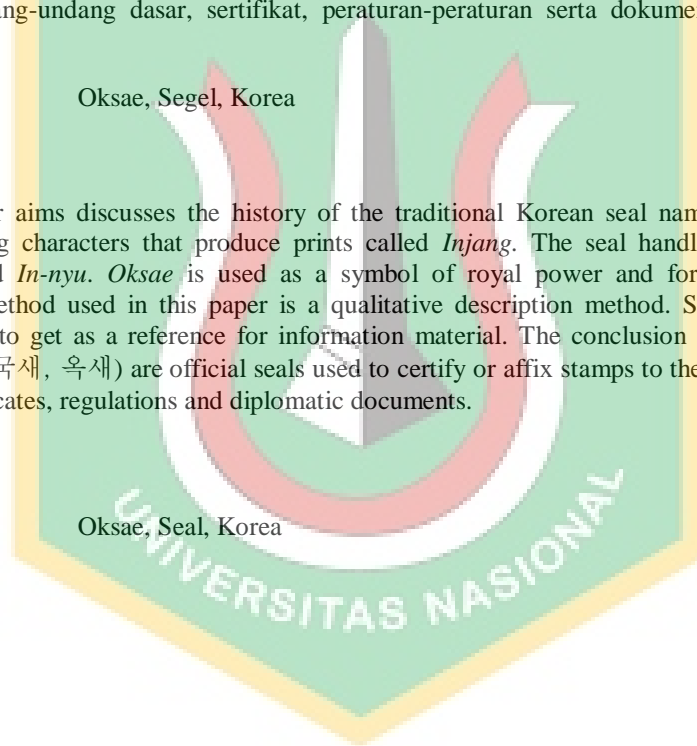 ang-undang dasar, sertifikat, peraturan-peraturan serta dokume
Oksae, Segel, Korea
r aims discusses the history of the traditional Korean seal nam
g characters that produce prints called Injang. The seal handl
d In-nyu. Oksae is used as a symbol of royal power and for
ethod used in this paper is a qualitative description method. S
to get as a reference for information material. The conclusion
국재, 옥재) are official seals used to certify or affix stamps to the
cates, regulations and diplomatic documents.
Oksae, Seal, Korea
UNIVERSITAS NASIONAL